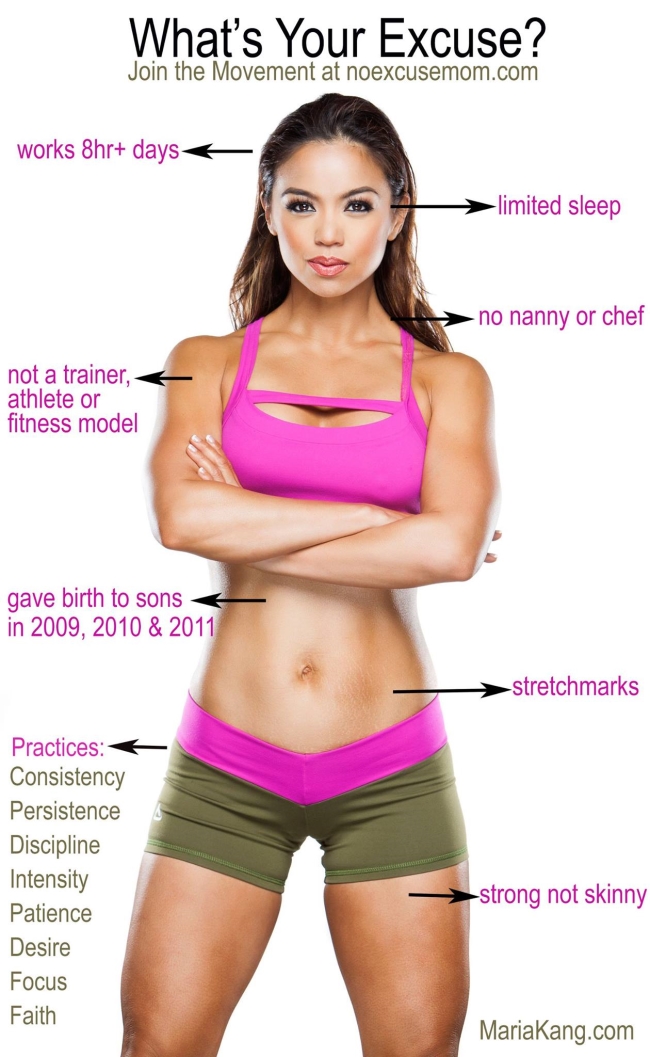 What's Your Excuse?
Join the Movement at noexcusemom.com
works 8hr+ days
limited sleep
no nanny or chef
not a trainer,
athlete or
fitness model
gave birth to sons
in 2009, 2010 & 2011
stretchmarks
Practices:
Consistency
Persistence
Discipline
Intensity
Patience
Desire
Focus
Faith
strong not skinny
MariaKang.com